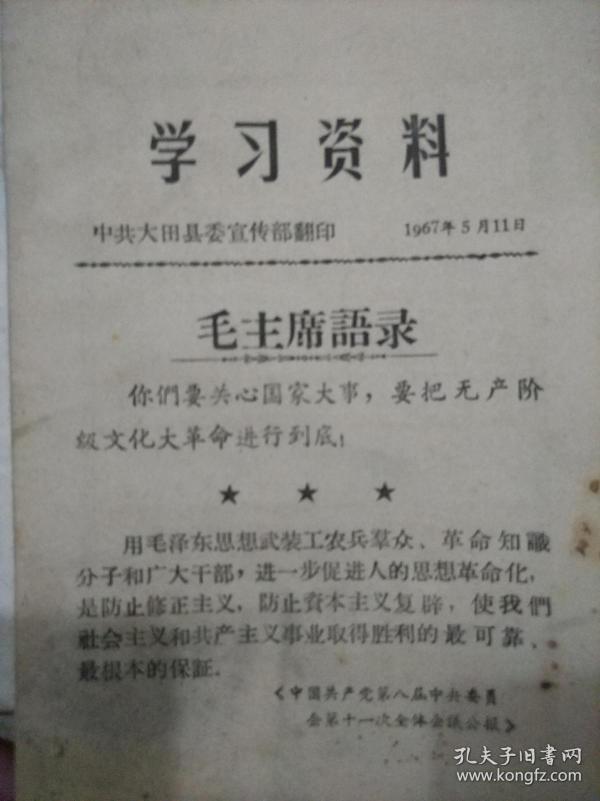 学习资料
中共大田县委宣传部翻印 1967年5月11日
毛主席語录
你們要关心国家大事，要把无产阶
级文化大革命进行到底！
★ ★ ★
用毛泽东思想武装工农兵羣众、革命知識
分子和广大干部，进一步促进人的思想革命化，
是防止修正主义，防止資本主义复辟，使我們
社会主义和共产主义事业取得胜利的最可靠、
最根本的保証．
《中国共产党第八届中央委員
会第十一次全体会議公报》
孔夫子旧書网
www.kongfz.com